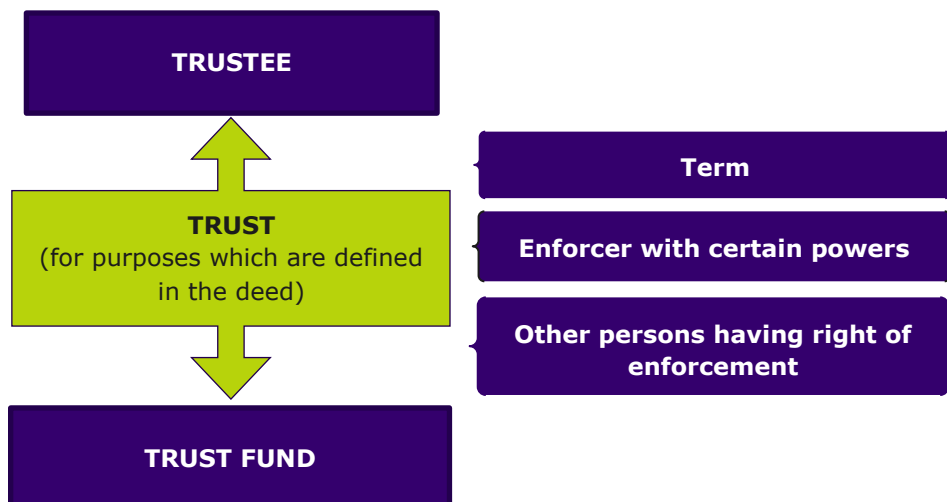 TRUSTEE
TRUST
(for purposes which are defined
in the deed)
TRUST FUND
Term
Enforcer with certain powers
Other persons having right of
enforcement